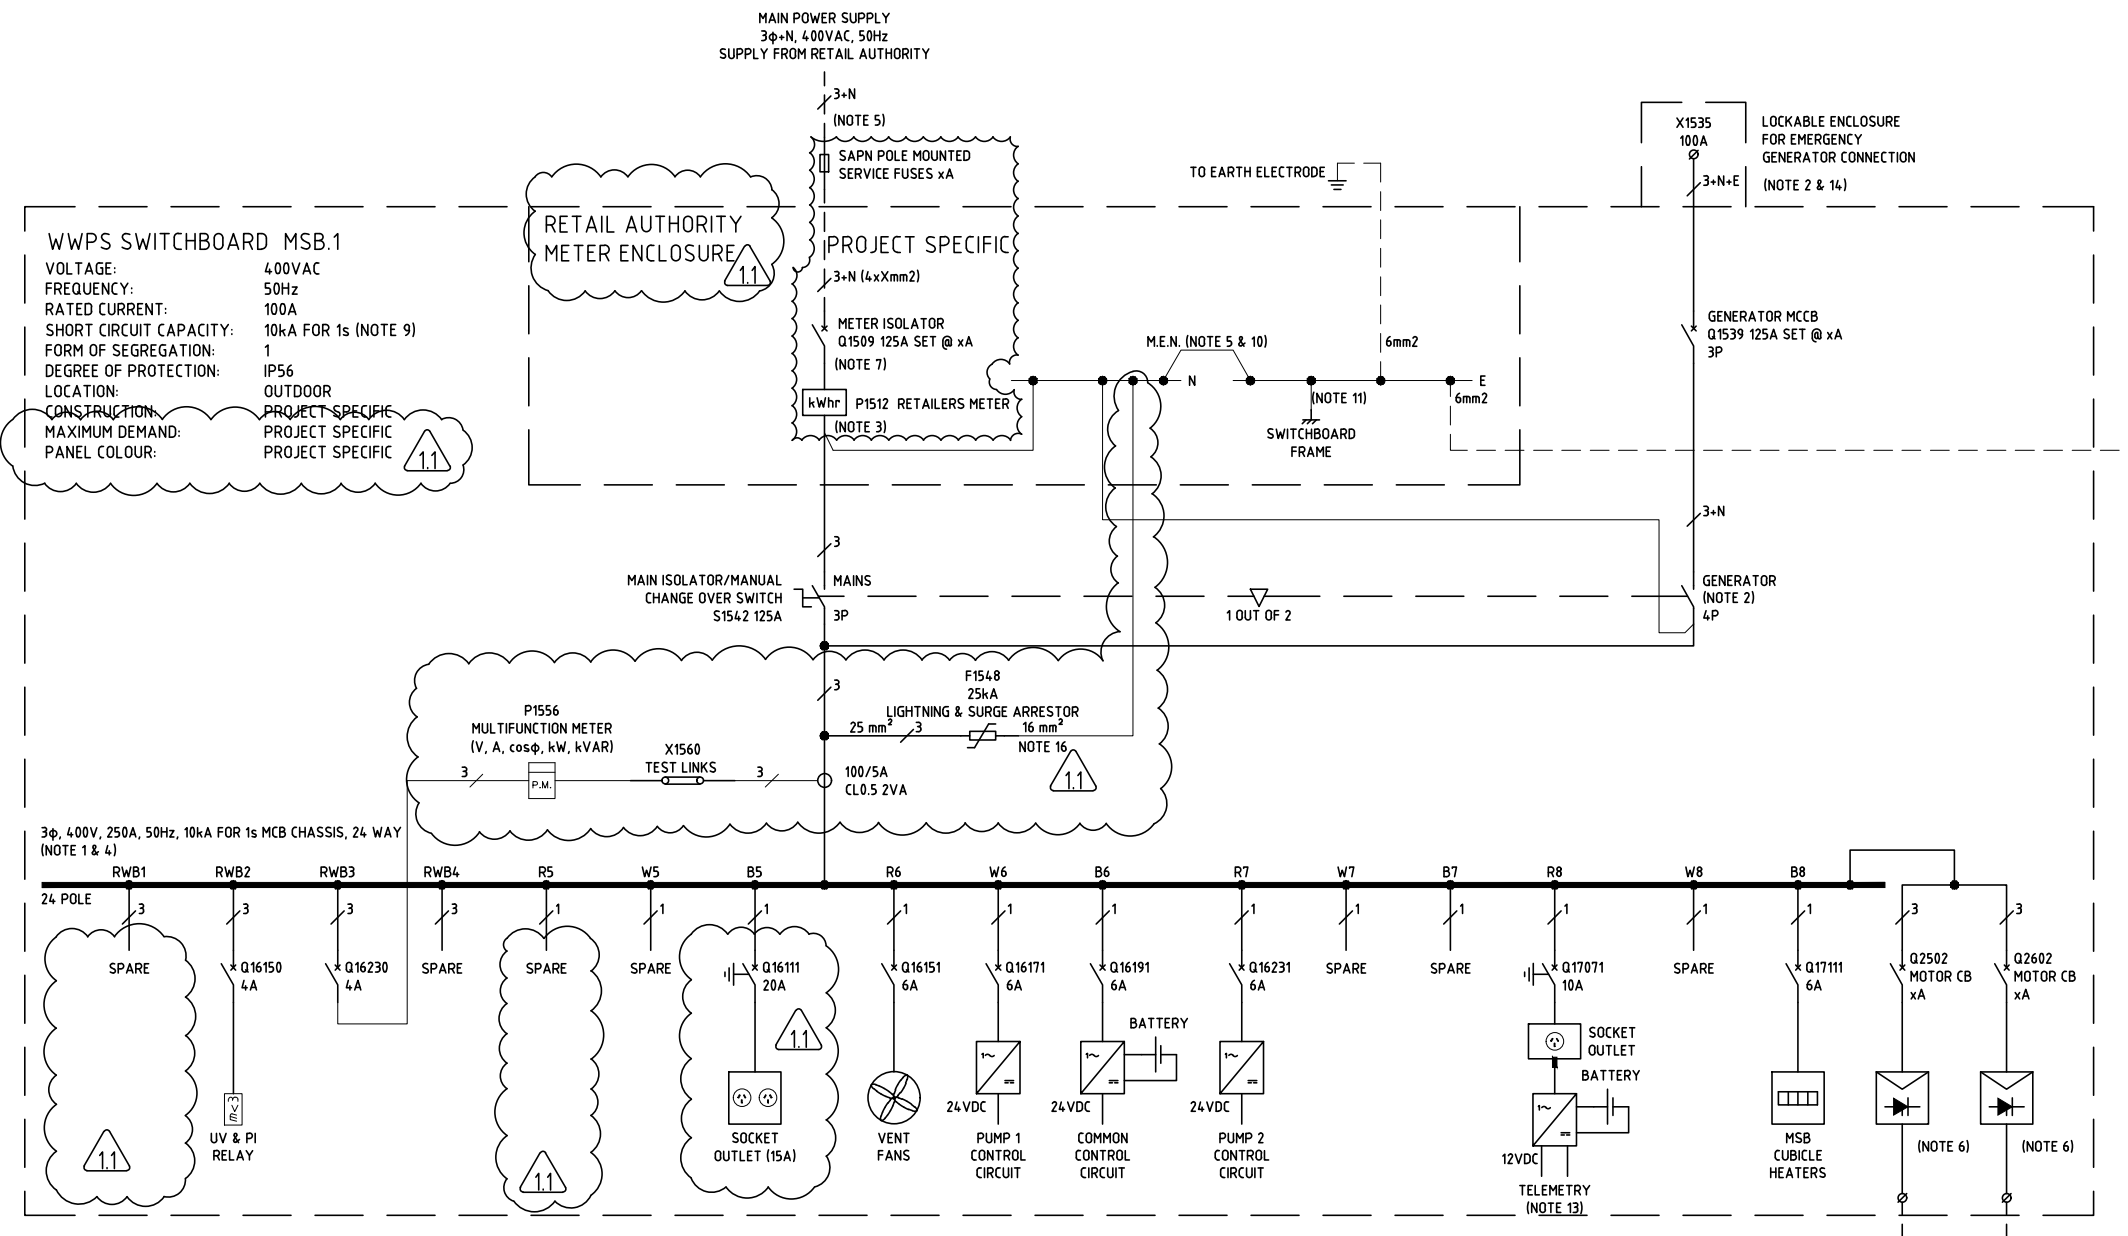 MAIN POWER SUPPLY
3ϕ+N, 400VAC, 50Hz
SUPPLY FROM RETAIL AUTHORITY
3+N
(NOTE 5)
SAPN POLE MOUNTED
SERVICE FUSES xA
RETAIL AUTHORITY
METER ENCLOSURE
1.1
PROJECT SPECIFIC
3+N (4xXmm2)
METER ISOLATOR
Q1509 125A SET @ xA
(NOTE 7)
kWhr
P1512 RETAILERS METER
(NOTE 3)
TO EARTH ELECTRODE
M.E.N. (NOTE 5 & 10)
6mm2
N
E
(NOTE 11)
6mm2
SWITCHBOARD
FRAME
X1535
100A
LOCKABLE ENCLOSURE
FOR EMERGENCY
GENERATOR CONNECTION
(NOTE 2 & 14)
3+N+E
GENERATOR MCCB
Q1539 125A SET @ xA
3P
3+N
WWPS SWITCHBOARD MSB.1
VOLTAGE: 400VAC
FREQUENCY: 50Hz
RATED CURRENT: 100A
SHORT CIRCUIT CAPACITY: 10kA FOR 1s (NOTE 9)
FORM OF SEGREGATION: 1
DEGREE OF PROTECTION: IP56
LOCATION: OUTDOOR
CONSTRUCTION: PROJECT SPECIFIC
MAXIMUM DEMAND: PROJECT SPECIFIC
PANEL COLOUR: PROJECT SPECIFIC
1.1
3
MAIN ISOLATOR/MANUAL
CHANGE OVER SWITCH
S1542 125A
MAINS
3P
1 OUT OF 2
GENERATOR
(NOTE 2)
4P
3
F1548
25kA
LIGHTNING & SURGE ARRESTOR
25 mm²
3
16 mm²
NOTE 16
1.1
P1556
MULTIFUNCTION METER
(V, A, cosϕ, kW, kVAR)
X1560
TEST LINKS
3
P.M.
3
100/5A
CL0.5 2VA
3ϕ, 400V, 250A, 50Hz, 10kA FOR 1s MCB CHASSIS, 24 WAY
(NOTE 1 & 4)
RWB1 RWB2 RWB3 RWB4 R5 W5 B5 R6 W6 B6 R7 W7 B7 R8 W8 B8
24 POLE
3 3 3 3 1 1 1 1 1 1 1 1 1 1 1 1 3 3
SPARE
1.1
Q16150
4A
UV & PI
RELAY
Q16230
4A
SPARE
SPARE
1.1
SPARE
Q16111
20A
1.1
SOCKET
OUTLET (15A)
Q16151
6A
VENT
FANS
Q16171
6A
1~
24VDC
PUMP 1
CONTROL
CIRCUIT
Q16191
6A
BATTERY
1~
24VDC
COMMON
CONTROL
CIRCUIT
Q16231
6A
1~
24VDC
PUMP 2
CONTROL
CIRCUIT
SPARE
SPARE
Q17071
10A
SOCKET
OUTLET
BATTERY
1~
12VDC
TELEMETRY
(NOTE 13)
SPARE
Q17111
6A
MSB
CUBICLE
HEATERS
Q2502
MOTOR CB
xA
(NOTE 6)
Q2602
MOTOR CB
xA
(NOTE 6)